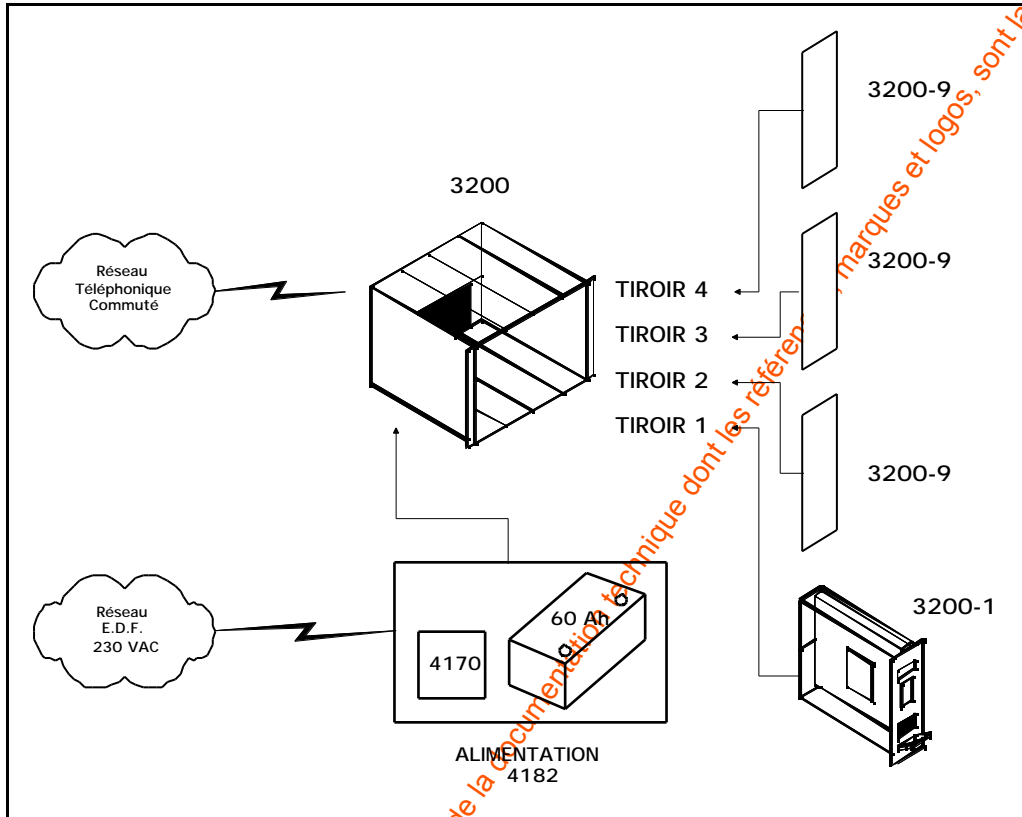 3200-9
3200
Réseau
Téléphonique
Commuté
TIROIR 4
TIROIR 3
TIROIR 2
TIROIR 1
3200-9
3200-9
3200-1
Réseau
E.D.F.
230 VAC
4170
60 Ah
ALIMENTATION
4182
de la documentation technique dont les référen marques et logos, sont la